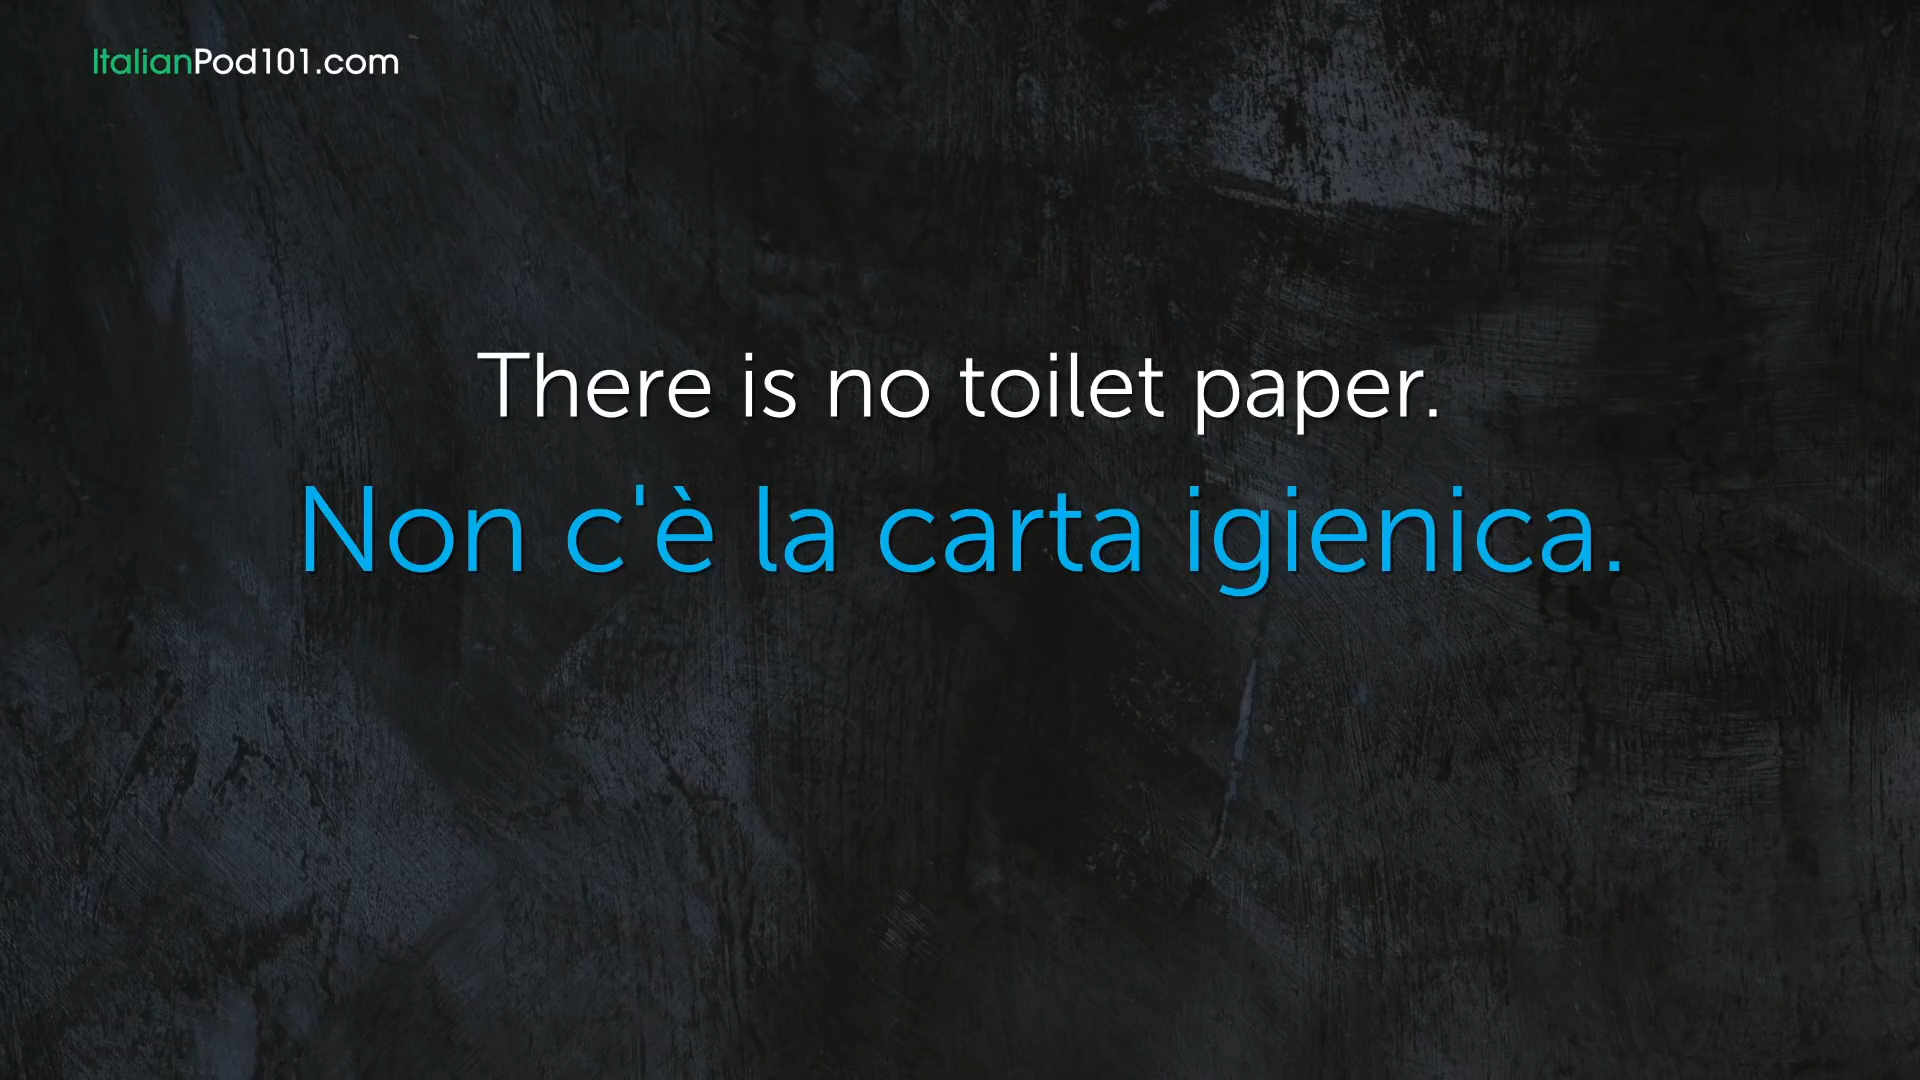 ItalianPod101.com
There is no toilet paper.
Non c'è la carta igienica.